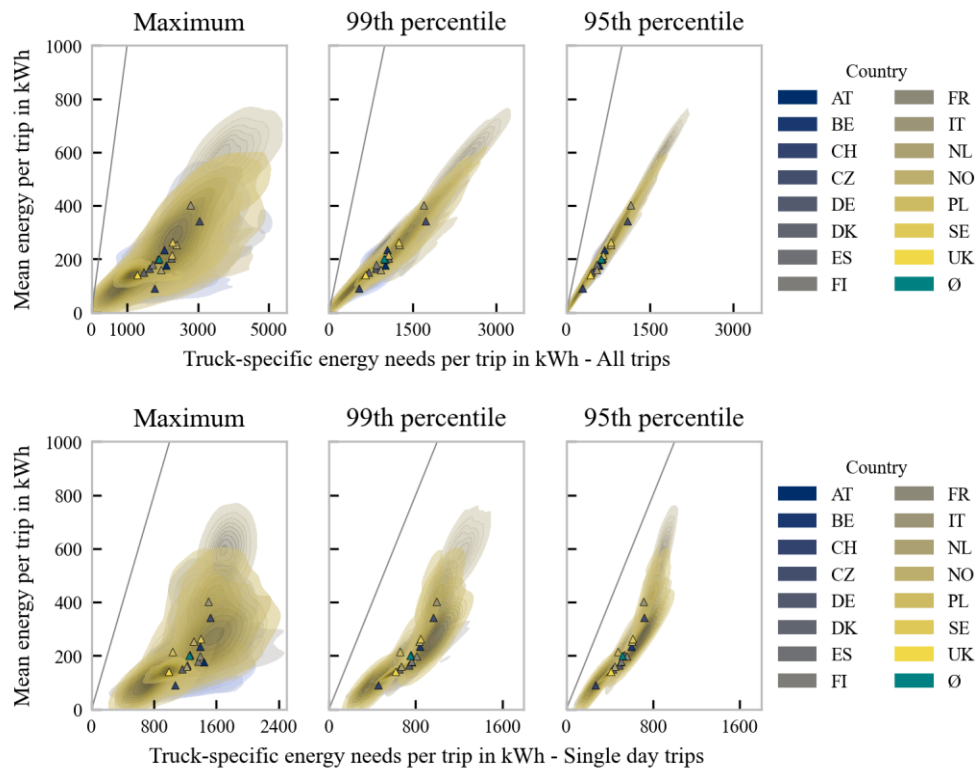 Maximum 99th percentile 95th percentile
Mean energy per trip in kWh
1000
800
600
400
200
0
0 1000 3000 5000
0 1500 3000
0 1500 3000
Truck-specific energy needs per trip in kWh - All trips
Country
AT FR
BE IT
CH NL
CZ NO
DE PL
DK SE
ES UK
FI Ø
Maximum 99th percentile 95th percentile
Mean energy per trip in kWh
1000
800
600
400
200
0
0 800 1600 2400
0 800 1600
0 800 1600
Truck-specific energy needs per trip in kWh - Single day trips
Country
AT FR
BE IT
CH NL
CZ NO
DE PL
DK SE
ES UK
FI Ø